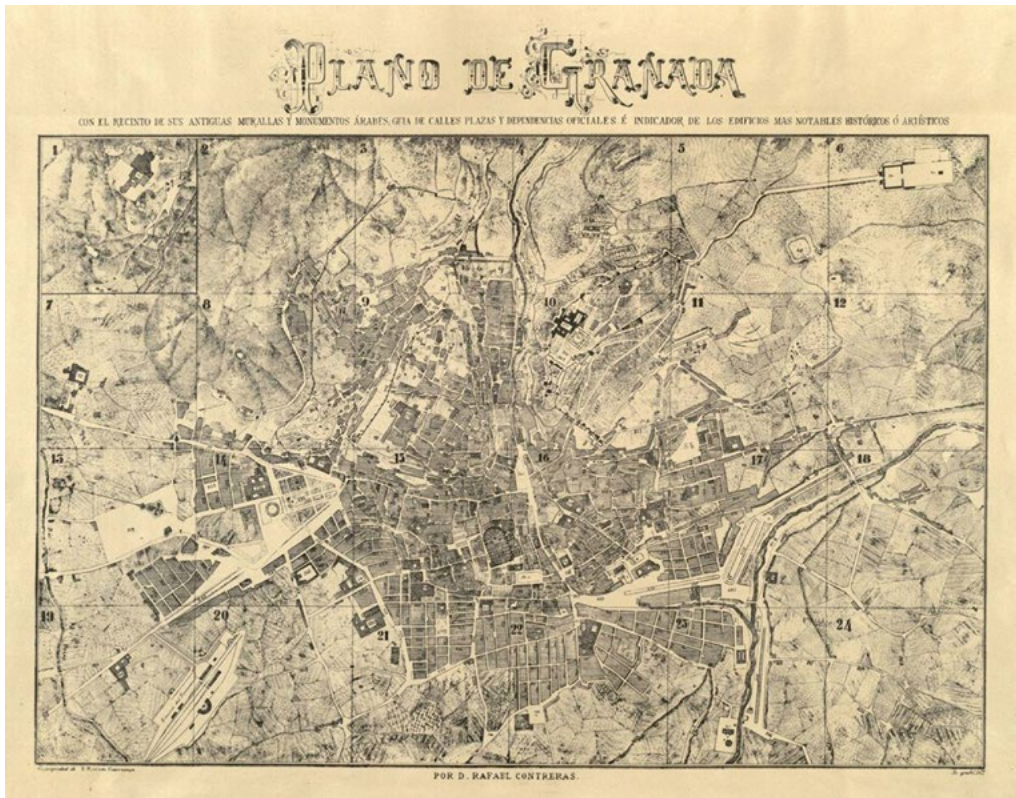 PLANO DE GRANADA
CON EL RECINTO DE SUS ANTIGUAS MURALLAS Y MONUMENTOS ÁRABES; GUIA DE CALLES PLAZAS Y DEPENDENCIAS OFICIALES É INDICADOR DE LOS EDIFICIOS MAS NOTABLES HISTÓRICOS Ó ARTÍSTICOS
1 2 3 4 5 6
7 8 9 10 11 12
13 14 15 16 17 18
19 20 21 22 23 24
POR D. RAFAEL CONTRERAS.